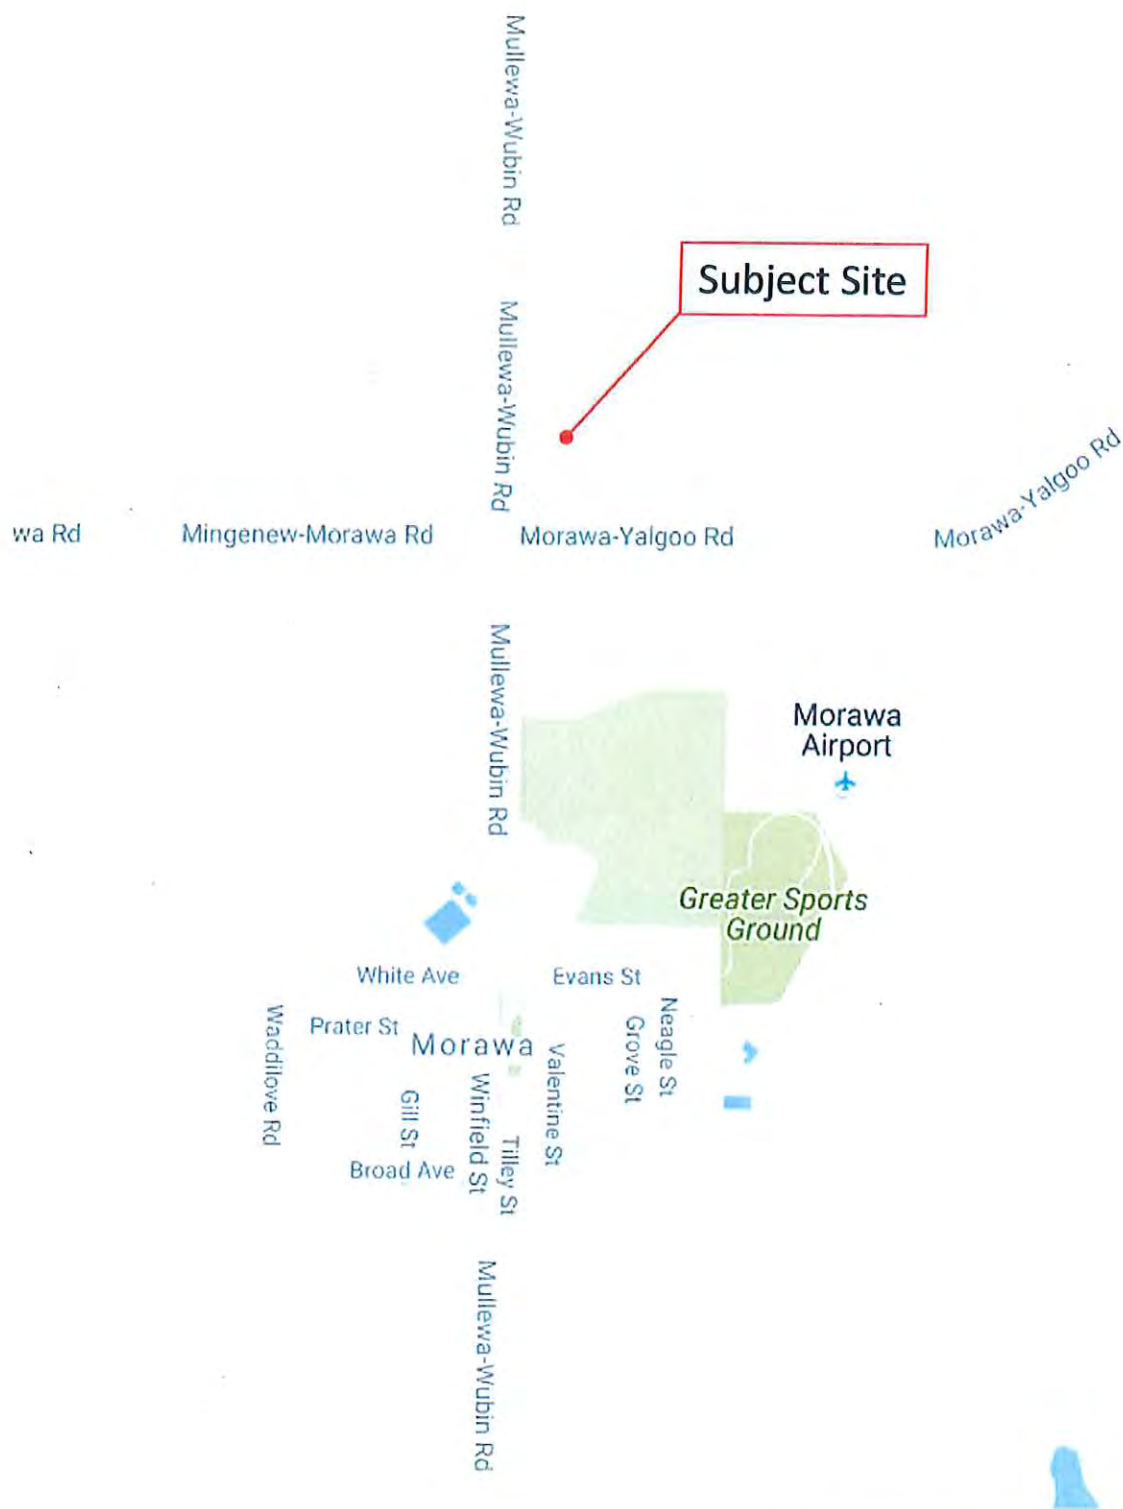 Mullewa-Wubin Rd
Subject Site
Mullewa-Wubin Rd
Morawa-Yalgoo Rd
wa Rd
Mingenew-Morawa Rd
Morawa-Yalgoo Rd
Mullewa-Wubin Rd
Morawa
Airport
Greater Sports
Ground
White Ave
Evans St
Waddilove Rd
Prater St
Morawa
Neagle St
Grove St
Valentine St
Winfield St
Gill St
Tilley St
Broad Ave
Mullewa-Wubin Rd